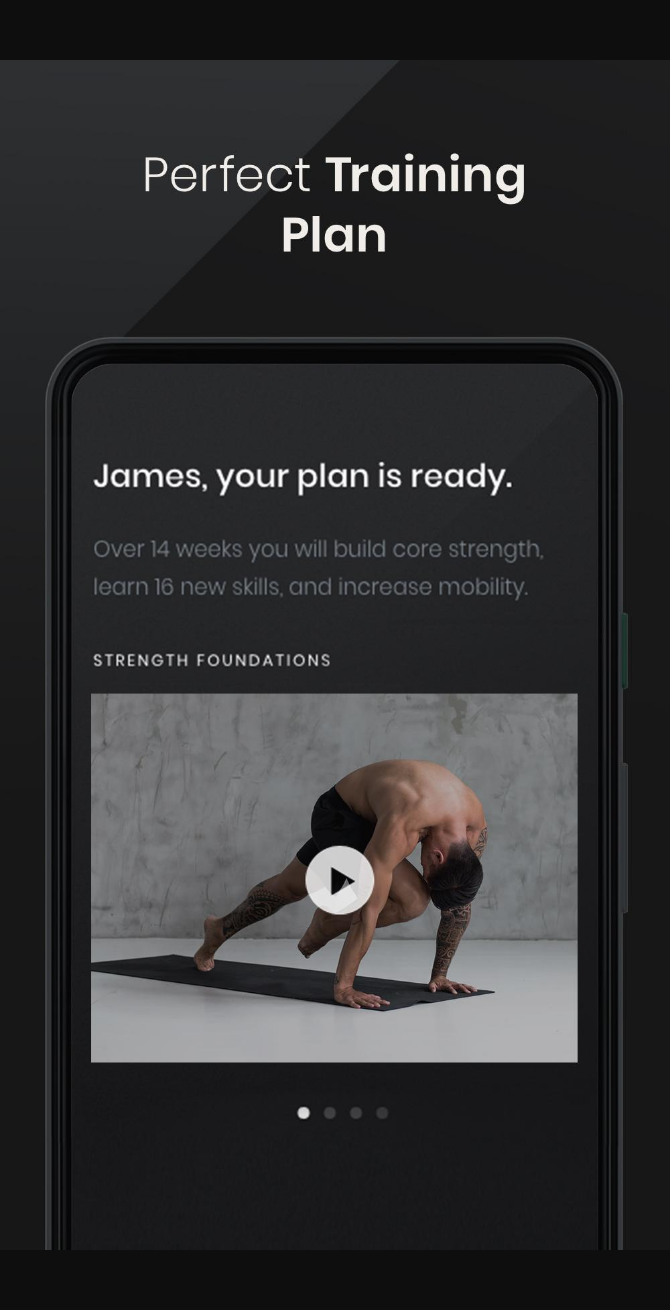 Perfect Training
Plan
James, your plan is ready.
Over 14 weeks you will build core strength,
learn 16 new skills, and increase mobility.
STRENGTH FOUNDATIONS